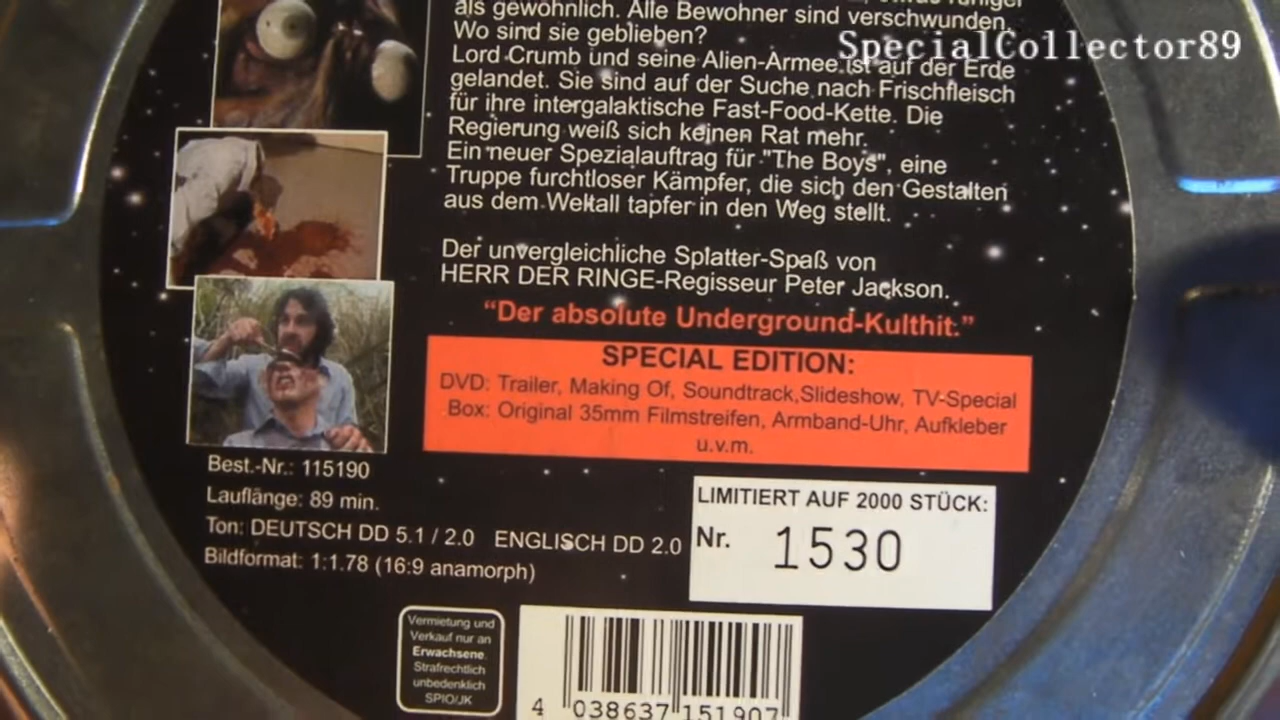 als gewöhnlich. Alle Bewohner sind verschwunden.
Wo sind sie geblieben?
SpecialCollector89
Lord Crumb und seine Alien-Armee ist auf der Erde
gelandet. Sie sind auf der Suche nach Frischfleisch
für ihre intergalaktische Fast-Food-Kette. Die
Regierung weiß sich keinen Rat mehr.
Ein neuer Spezialauftrag für "The Boys", eine
Truppe furchtloser Kämpfer, die sich den Gestalten
aus dem Weltall tapfer in den Weg stellt.
Der unvergleichliche Splatter-Spaß von
HERR DER RINGE-Regisseur Peter Jackson.
“Der absolute Underground-Kulthit.”
SPECIAL EDITION:
DVD: Trailer, Making Of, Soundtrack,Slideshow, TV-Special
Box: Original 35mm Filmstreifen, Armband-Uhr, Aufkleber
u.v.m.
Best.-Nr.: 115190
Lauflänge: 89 min.
Ton: DEUTSCH DD 5.1 / 2.0 ENGLISCH DD 2.0
Bildformat: 1:1.78 (16:9 anamorph)
LIMITIERT AUF 2000 STÜCK:
Nr. 1530
Vermietung und
Verkauf nur an
Erwachsene.
Strafrechtlich
unbedenklich
SPIO/JK
4 038637 151907